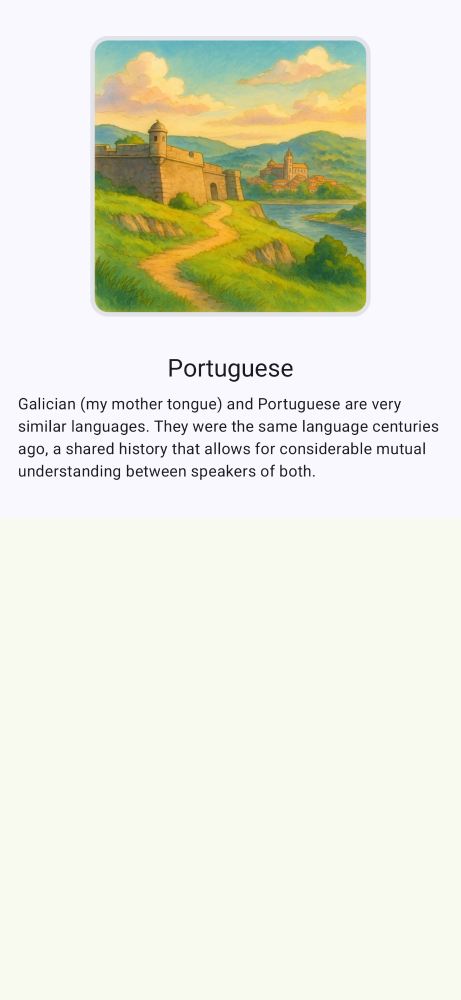 Portuguese
Galician (my mother tongue) and Portuguese are very
similar languages. They were the same language centuries
ago, a shared history that allows for considerable mutual
understanding between speakers of both.